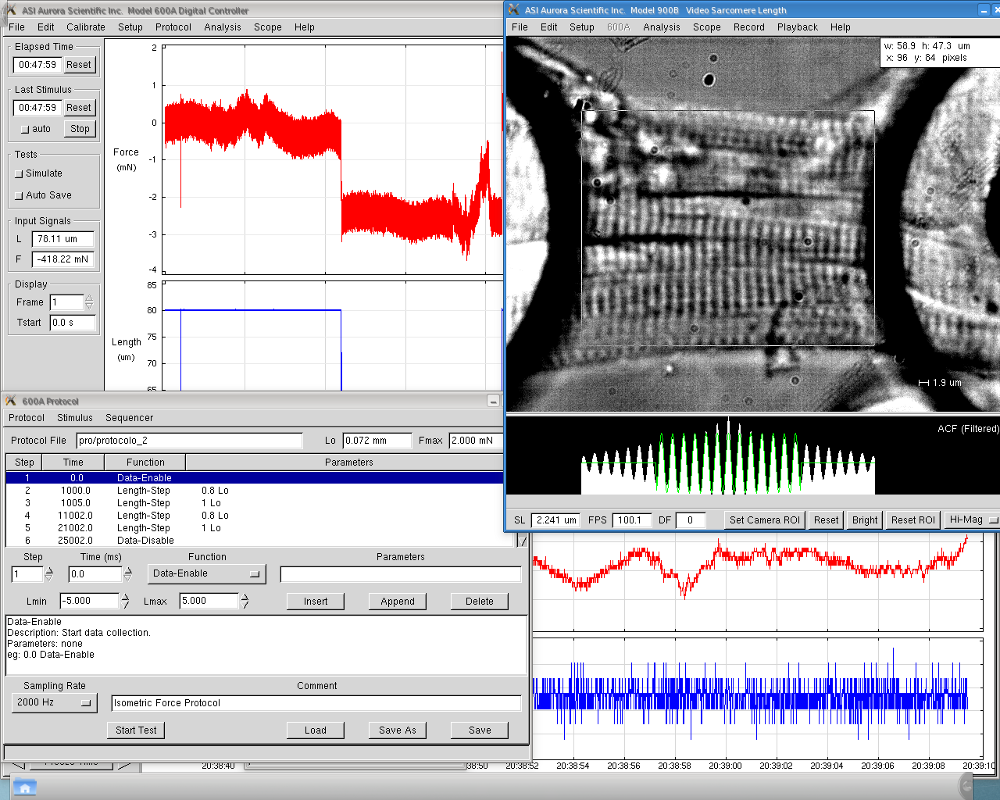 ASI Aurora Scientific Inc. Model 600A Digital Controller
File Edit Calibrate Setup Protocol Analysis Scope Help
Elapsed Time
00:47:59 Reset
Last Stimulus
00:47:59 Reset
auto Stop
Tests
Simulate
Auto Save
Input Signals
L 78.11 um
F -418.22 mN
Display
Frame 1
Tstart 0.0 s
2
1
0
-1
-2
-3
-4
Force
(mN)
85
80
75
70
65
Length
(um)
ASI Aurora Scientific Inc. Model 900B Video Sarcomere Length
File Edit Setup 600A Analysis Scope Record Playback Help
w: 58.9 h: 47.3 um
x: 96 y: 84 pixels
1.9 um
ACF (Filtered)
SL 2.241 um FPS 100.1 DF 0 Set Camera ROI Reset Bright Reset ROI Hi-Mag
600A Protocol
Protocol Stimulus Sequencer
Protocol File pro/protocolo_2 Lo 0.072 mm Fmax 2.000 mN
Step Time Function Parameters
1 0.0 Data-Enable
2 1000.0 Length-Step 0.8 Lo
3 1005.0 Length-Step 1 Lo
4 11002.0 Length-Step 0.8 Lo
5 21002.0 Length-Step 1 Lo
6 25002.0 Data-Disable
Step Time (ms) Function Parameters
1 0.0 Data-Enable
Lmin -5.000 Lmax 5.000 Insert Append Delete
Data-Enable
Description: Start data collection.
Parameters: none
eg: 0.0 Data-Enable
Sampling Rate Comment
2000 Hz Isometric Force Protocol
Start Test Load Save As Save
20:38:40 :38:50 20:38:52 20:38:54 20:38:56 20:38:58 20:39:00 20:39:02 20:39:04 20:39:06 20:39:08 20:39:10